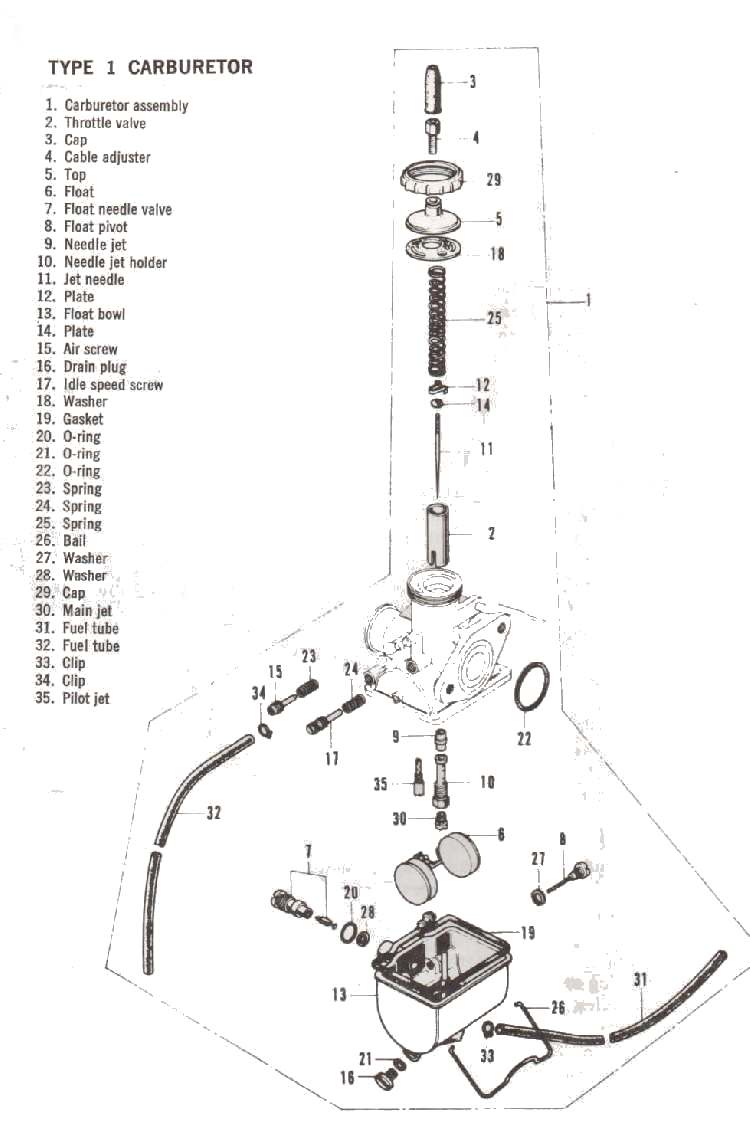 TYPE 1 CARBURETOR
1. Carburetor assembly
2. Throttle valve
3. Cap
4. Cable adjuster
5. Top
6. Float
7. Float needle valve
8. Float pivot
9. Needle jet
10. Needle jet holder
11. Jet needle
12. Plate
13. Float bowl
14. Plate
15. Air screw
16. Drain plug
17. Idle speed screw
18. Washer
19. Gasket
20. O-ring
21. O-ring
22. O-ring
23. Spring
24. Spring
25. Spring
26. Bail
27. Washer
28. Washer
29. Cap
30. Main jet
31. Fuel tube
32. Fuel tube
33. Clip
34. Clip
35. Pilot jet
3
4
29
5
18
1
25
12
14
11
2
23
15
24
34
17
22
9
35
10
32
30
6
7
27
8
20
28
19
13
26
31
33
21
16